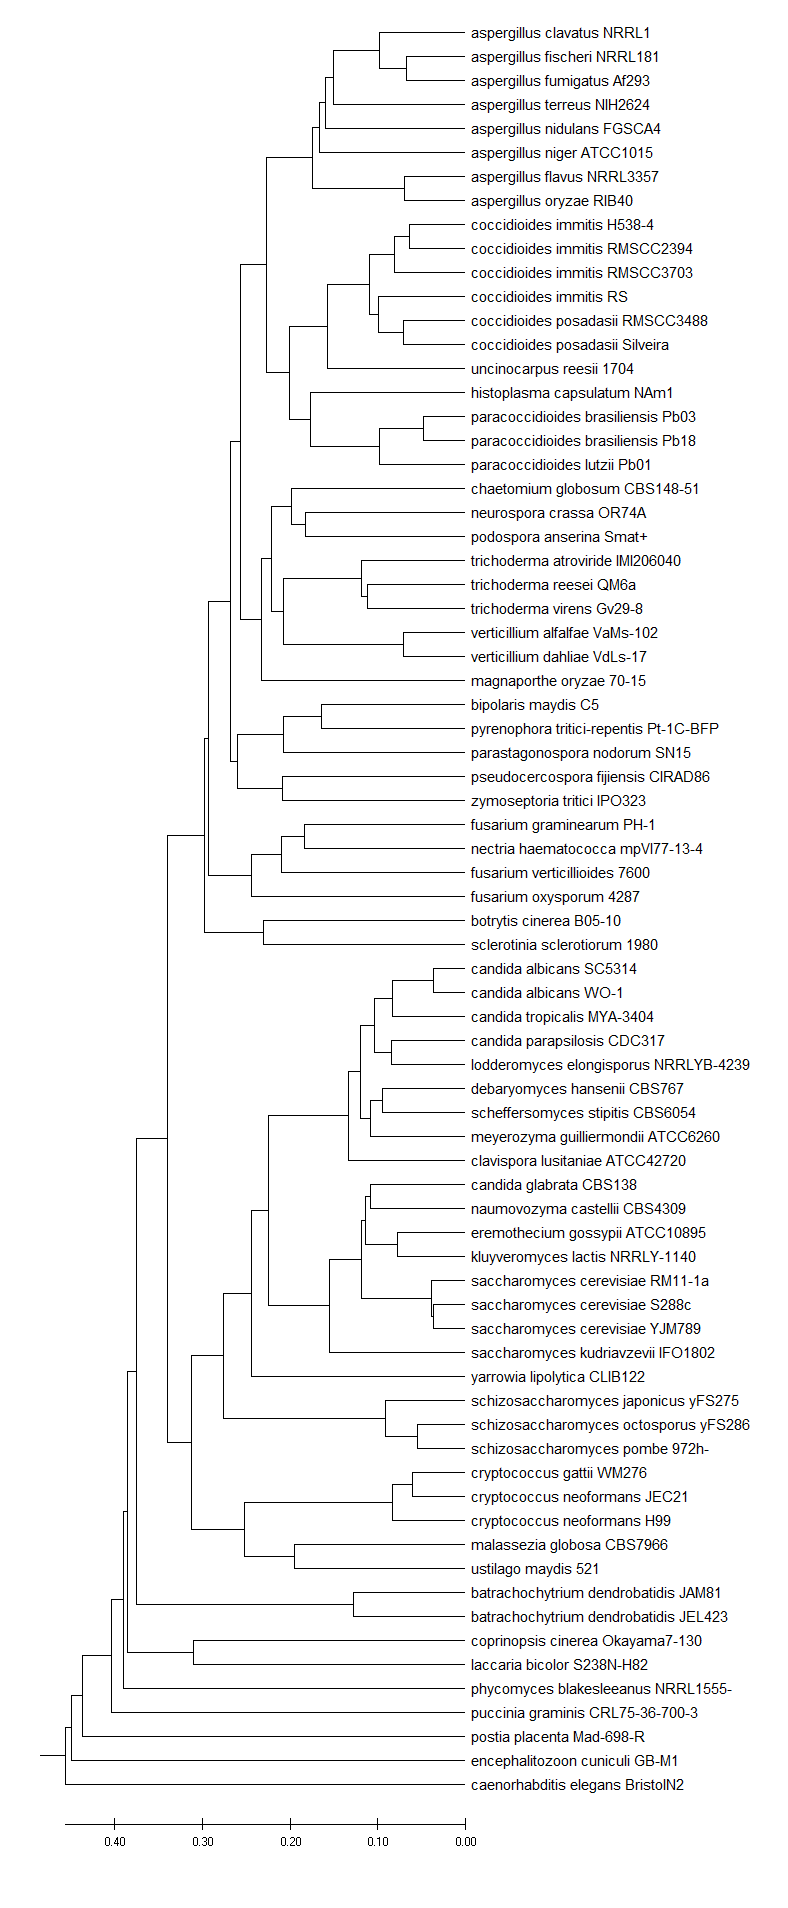 aspergillus clavatus NRRL1
aspergillus fischeri NRRL181
aspergillus fumigatus Af293
aspergillus terreus NIH2624
aspergillus nidulans FGSCA4
aspergillus niger ATCC1015
aspergillus flavus NRRL3357
aspergillus oryzae RIB40
coccidioides immitis H538-4
coccidioides immitis RMSCC2394
coccidioides immitis RMSCC3703
coccidioides immitis RS
coccidioides posadasii RMSCC3488
coccidioides posadasii Silveira
uncinocarpus reesii 1704
histoplasma capsulatum NAm1
paracoccidioides brasiliensis Pb03
paracoccidioides brasiliensis Pb18
paracoccidioides lutzii Pb01
chaetomium globosum CBS148-51
neurospora crassa OR74A
podospora anserina Smat+
trichoderma atroviride IMI206040
trichoderma reesei QM6a
trichoderma virens Gv29-8
verticillium alfalfae VaMs-102
verticillium dahliae VdLs-17
magnaporthe oryzae 70-15
bipolaris maydis C5
pyrenophora tritici-repentis Pt-1C-BFP
parastagonospora nodorum SN15
pseudocercospora fijiensis CIRAD86
zymoseptoria tritici IPO323
fusarium graminearum PH-1
nectria haematococca mpVI77-13-4
fusarium verticillioides 7600
fusarium oxysporum 4287
botrytis cinerea B05-10
sclerotinia sclerotiorum 1980
candida albicans SC5314
candida albicans WO-1
candida tropicalis MYA-3404
candida parapsilosis CDC317
lodderomyces elongisporus NRRLYB-4239
debaryomyces hansenii CBS767
scheffersomyces stipitis CBS6054
meyerozyma guilliermondii ATCC6260
clavispora lusitaniae ATCC42720
candida glabrata CBS138
naumovozyma castellii CBS4309
eremothecium gossypii ATCC10895
kluyveromyces lactis NRRLY-1140
saccharomyces cerevisiae RM11-1a
saccharomyces cerevisiae S288c
saccharomyces cerevisiae YJM789
saccharomyces kudriavzevii IFO1802
yarrowia lipolytica CLIB122
schizosaccharomyces japonicus yFS275
schizosaccharomyces octosporus yFS286
schizosaccharomyces pombe 972h-
cryptococcus gattii WM276
cryptococcus neoformans JEC21
cryptococcus neoformans H99
malassezia globosa CBS7966
ustilago maydis 521
batrachochytrium dendrobatidis JAM81
batrachochytrium dendrobatidis JEL423
coprinopsis cinerea Okayama7-130
laccaria bicolor S238N-H82
phycomyces blakesleeanus NRRL1555-
puccinia graminis CRL75-36-700-3
postia placenta Mad-698-R
encephalitozoon cuniculi GB-M1
caenorhabditis elegans BristolN2
0.40 0.30 0.20 0.10 0.00